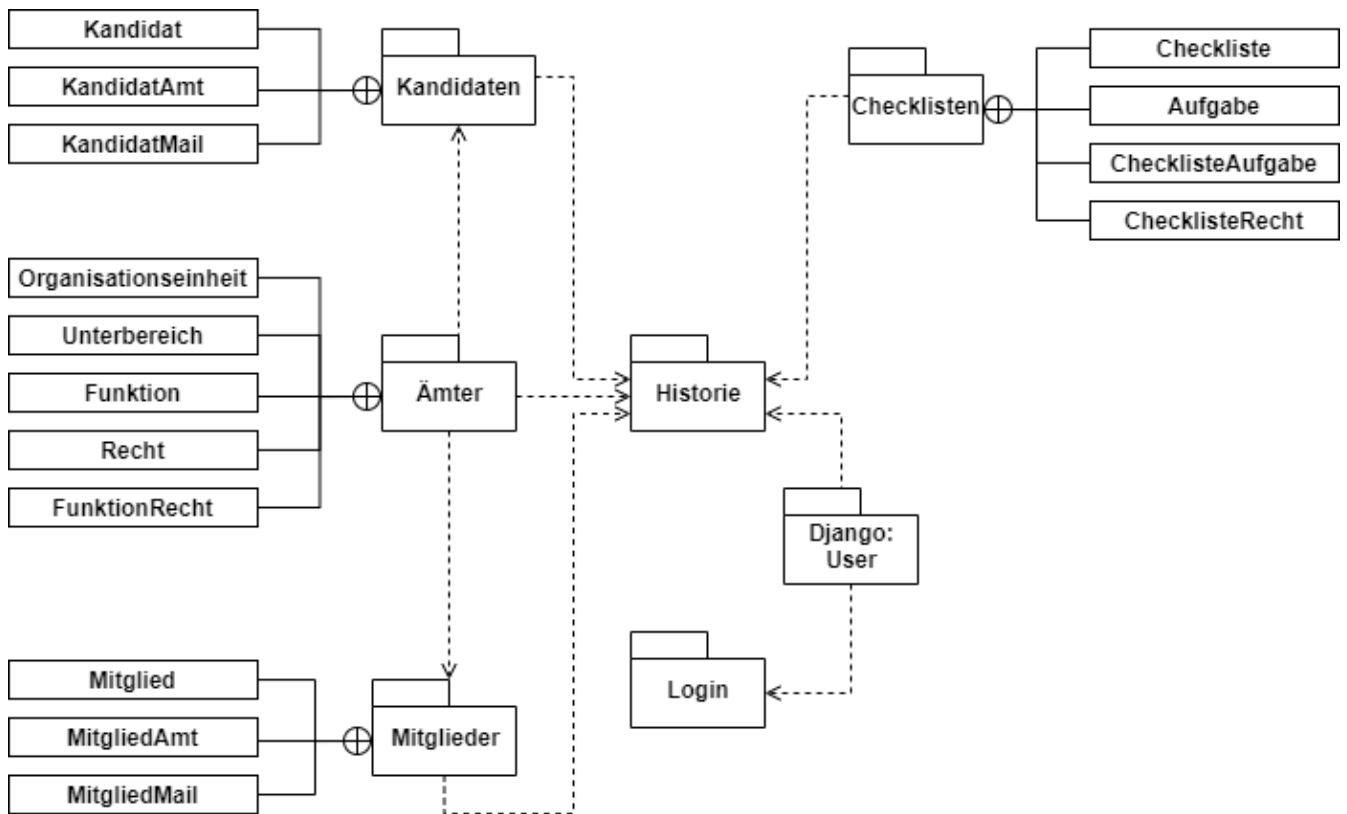 Kandidat
KandidatAmt
KandidatMail
Kandidaten
Checklisten
Checkliste
Aufgabe
ChecklisteAufgabe
ChecklisteRecht
Organisationseinheit
Unterbereich
Funktion
Recht
FunktionRecht
Ämter
Historie
Django:
User
Login
Mitglied
MitgliedAmt
MitgliedMail
Mitglieder